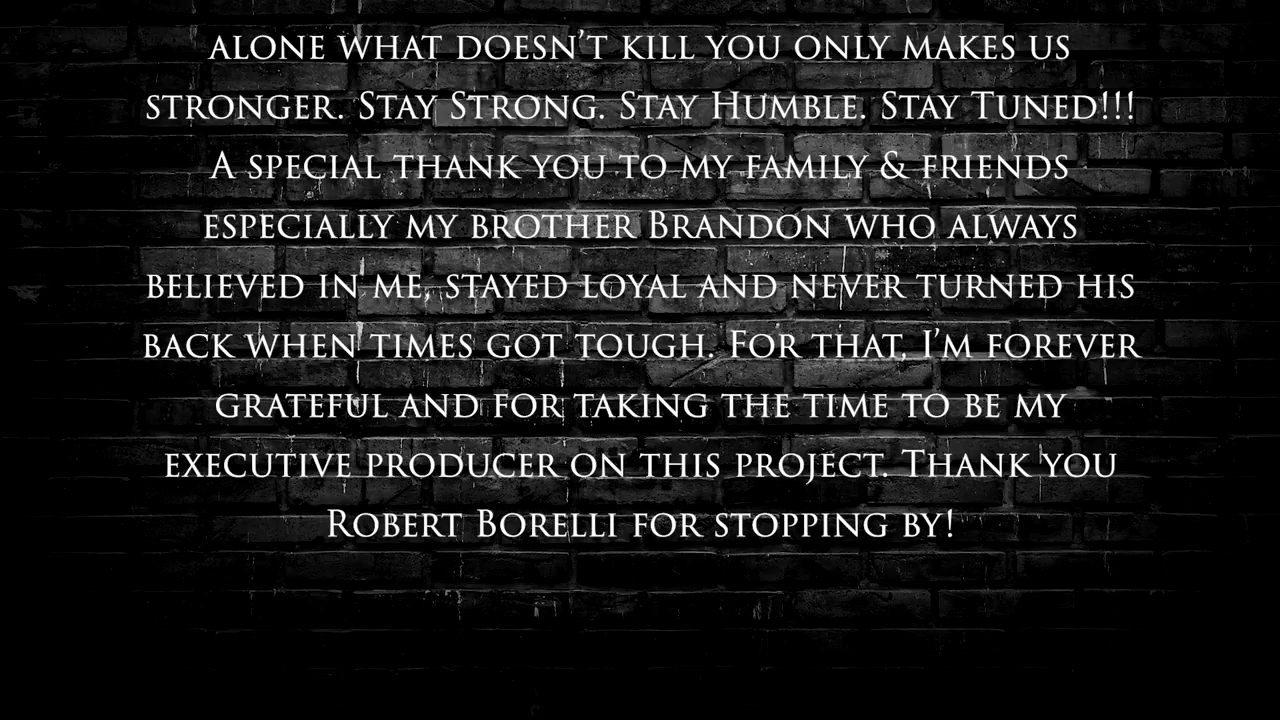 ALONE WHAT DOESN'T KILL YOU ONLY MAKES US
STRONGER. STAY STRONG. STAY HUMBLE. STAY TUNED!!!
A SPECIAL THANK YOU TO MY FAMILY & FRIENDS
ESPECIALLY MY BROTHER BRANDON WHO ALWAYS
BELIEVED IN ME, STAYED LOYAL AND NEVER TURNED HIS
BACK WHEN TIMES GOT TOUGH. FOR THAT, I'M FOREVER
GRATEFUL AND FOR TAKING THE TIME TO BE MY
EXECUTIVE PRODUCER ON THIS PROJECT. THANK YOU
ROBERT BORELLI FOR STOPPING BY!